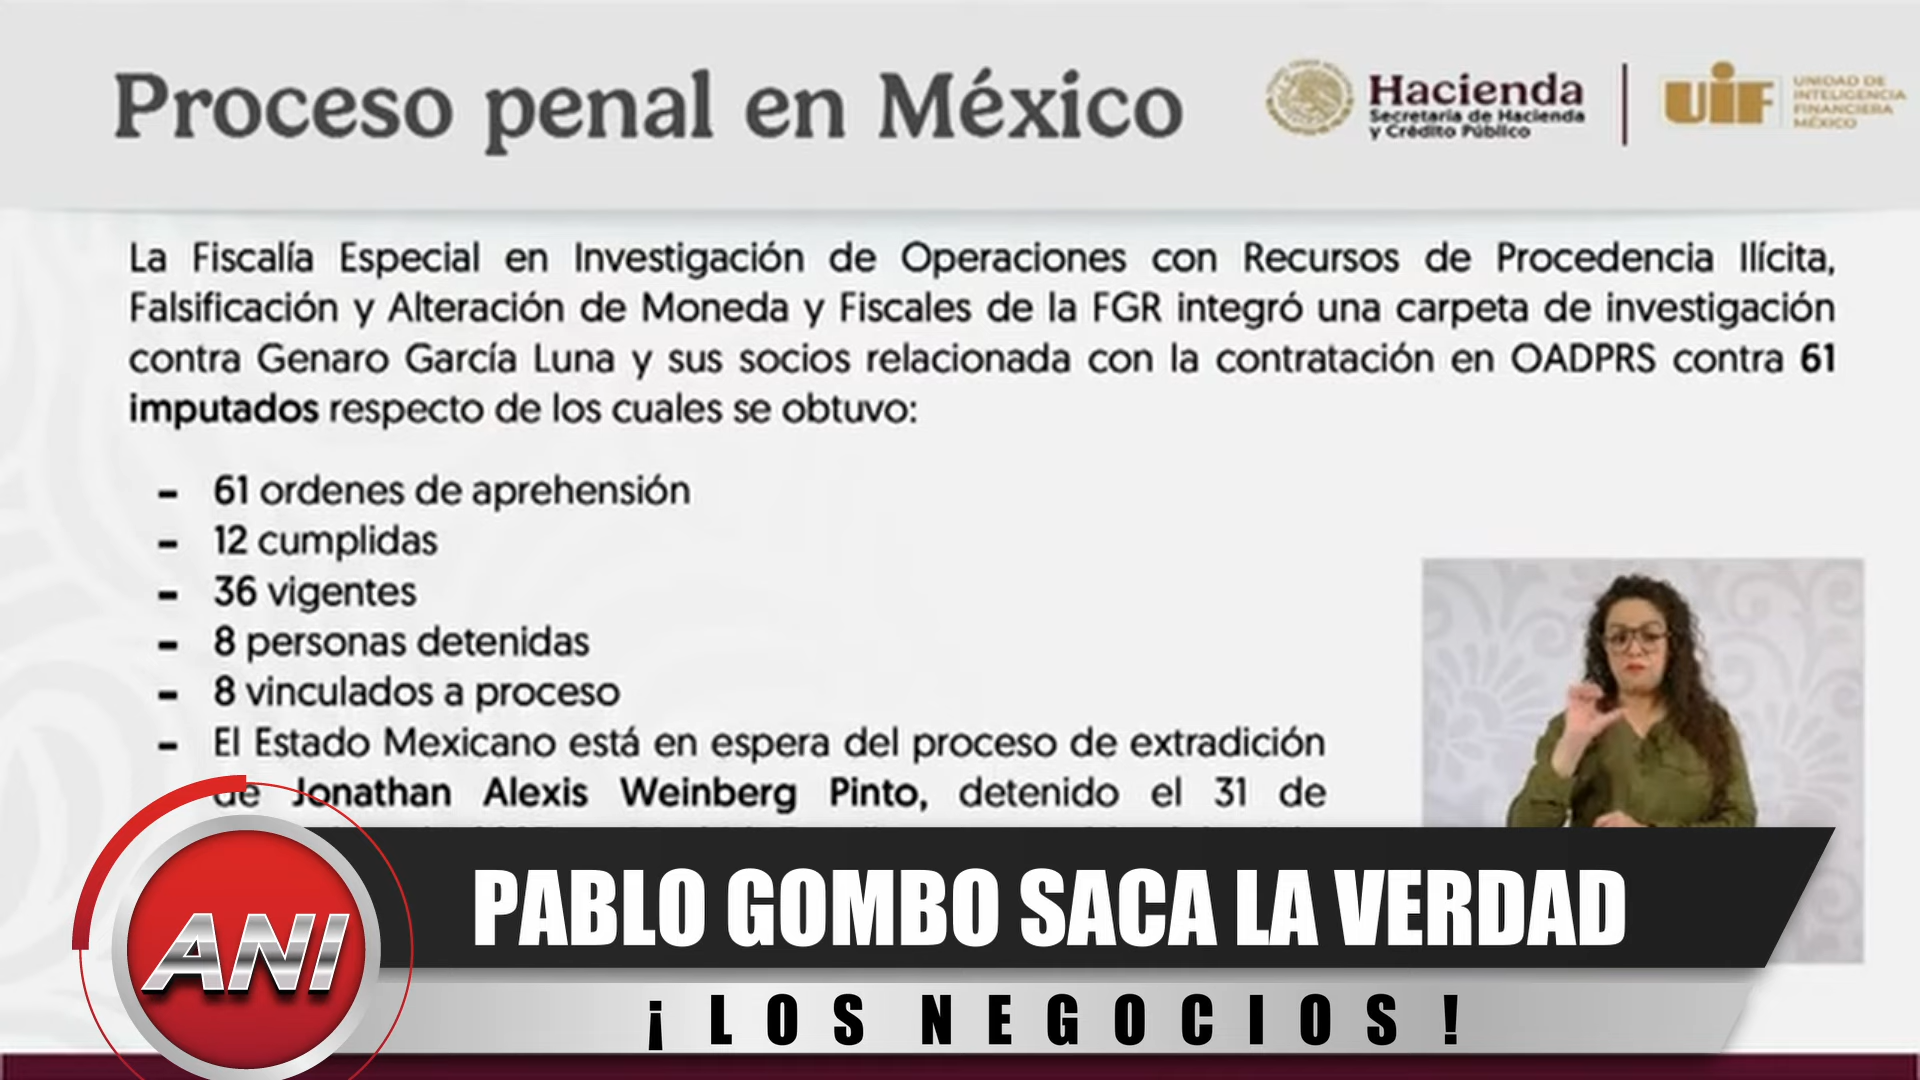 Proceso penal en México
Hacienda
Secretaría de Hacienda
y Crédito Público
UIF
UNIDAD DE
INTELIGENCIA
FINANCIERA
MÉXICO
La Fiscalía Especial en Investigación de Operaciones con Recursos de Procedencia Ilícita,
Falsificación y Alteración de Moneda y Fiscales de la FGR integró una carpeta de investigación
contra Genaro García Luna y sus socios relacionada con la contratación en OADPRS contra 61
imputados respecto de los cuales se obtuvo:
- 61 ordenes de aprehensión
- 12 cumplidas
- 36 vigentes
- 8 personas detenidas
- 8 vinculados a proceso
- El Estado Mexicano está en espera del proceso de extradición
de Jonathan Alexis Weinberg Pinto, detenido el 31 de
ANI
PABLO GOMBO SACA LA VERDAD
¡LOS NEGOCIOS!